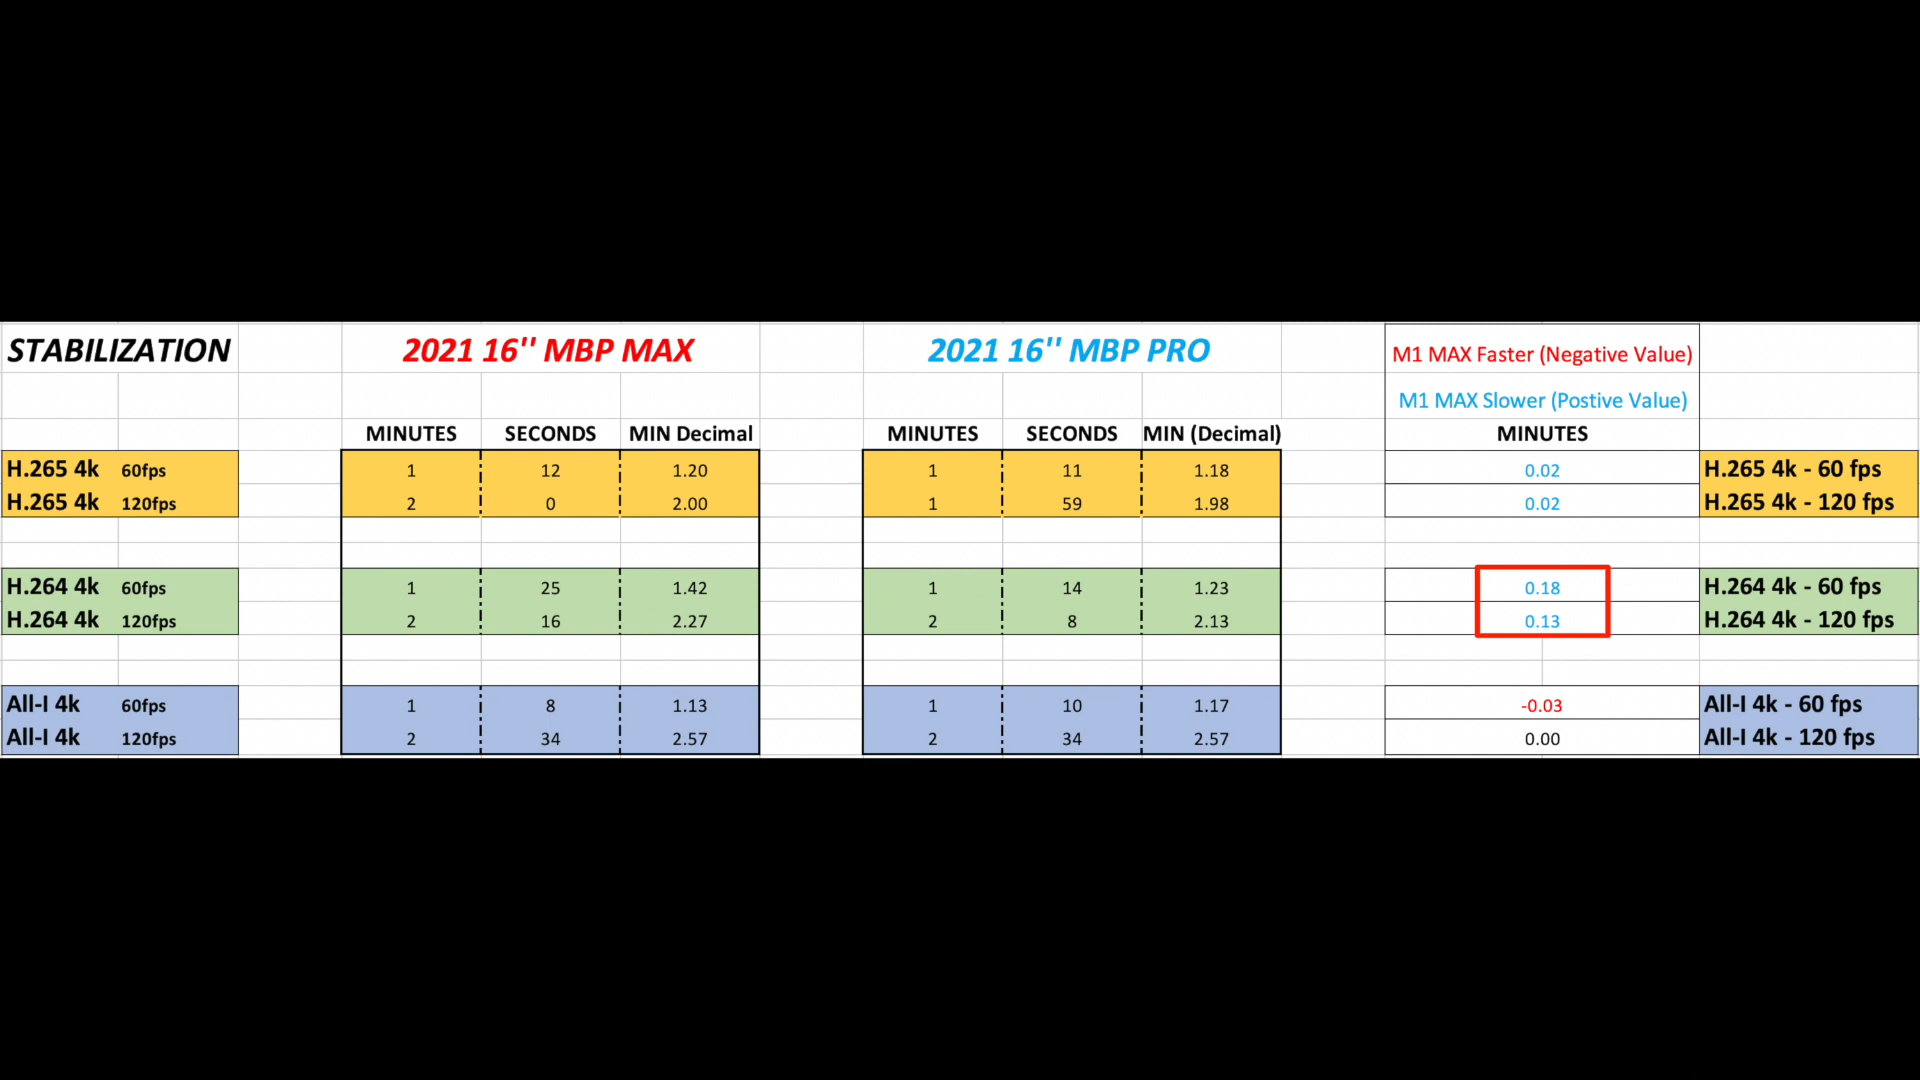 STABILIZATION 2021 16'' MBP MAX 2021 16'' MBP PRO M1 MAX Faster (Negative Value)
M1 MAX Slower (Postive Value)
MINUTES SECONDS MIN Decimal MINUTES SECONDS MIN (Decimal) MINUTES
H.265 4k 60fps 1 12 1.20 1 11 1.18 0.02 H.265 4k - 60 fps
H.265 4k 120fps 2 0 2.00 1 59 1.98 0.02 H.265 4k - 120 fps
H.264 4k 60fps 1 25 1.42 1 14 1.23 0.18 H.264 4k - 60 fps
H.264 4k 120fps 2 16 2.27 2 8 2.13 0.13 H.264 4k - 120 fps
All-I 4k 60fps 1 8 1.13 1 10 1.17 -0.03 All-I 4k - 60 fps
All-I 4k 120fps 2 34 2.57 2 34 2.57 0.00 All-I 4k - 120 fps